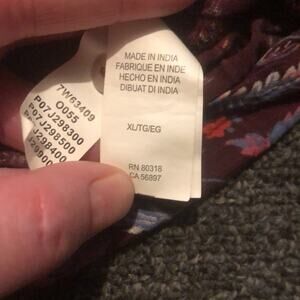 MADE IN INDIA
FABRIQUE EN INDE
HECHO EN INDIA
DIBUAT DI INDIA
XL/TG/EG
RN 80318
CA 56897
7W63409
O055
P07J298300
P07J298500
J298400